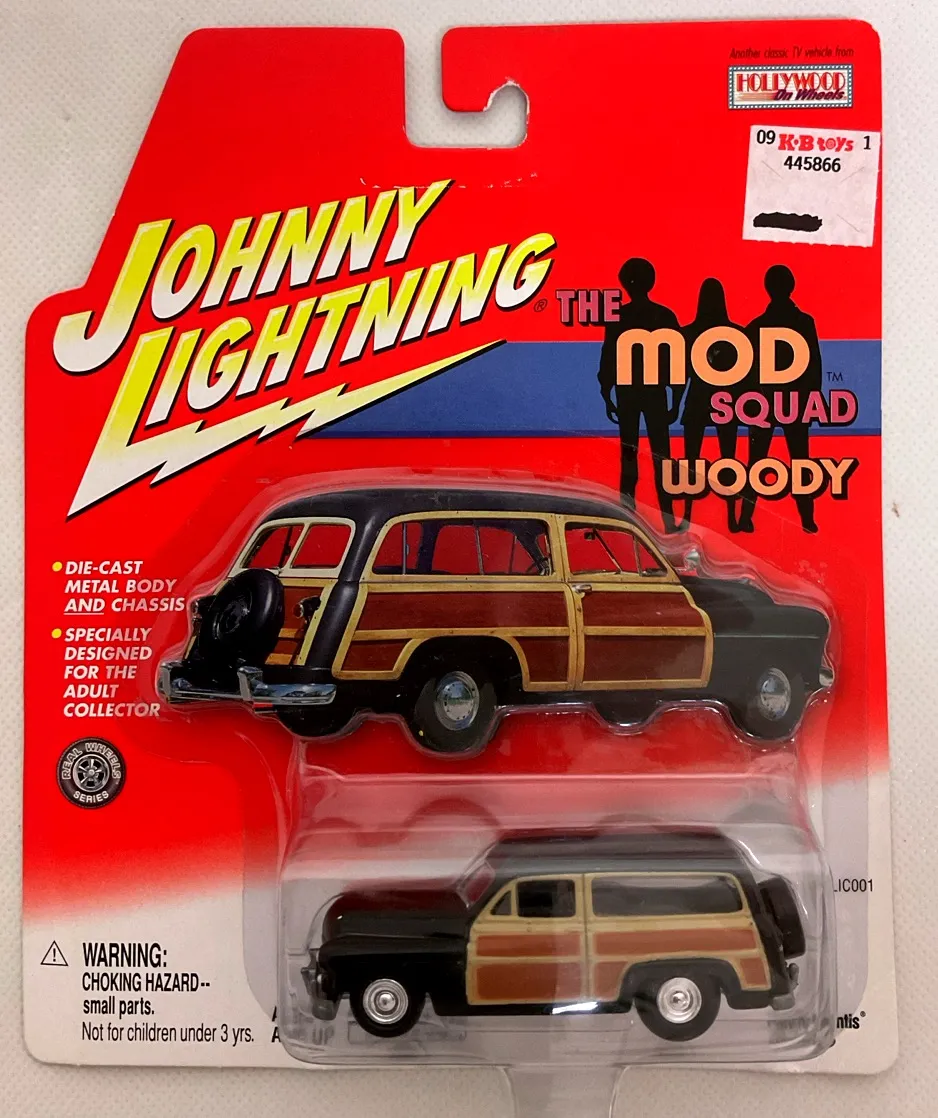 Another classic TV vehicle from
HOLLYWOOD
On Wheels
09 K·B toys 1
445866
JOHNNY
LIGHTNING®
THE
MOD™
SQUAD
WOODY
• DIE-CAST
METAL BODY
AND CHASSIS
• SPECIALLY
DESIGNED
FOR THE
ADULT
COLLECTOR
REAL WHEELS
SERIES
LIC001
WARNING:
CHOKING HAZARD--
small parts.
Not for children under 3 yrs.